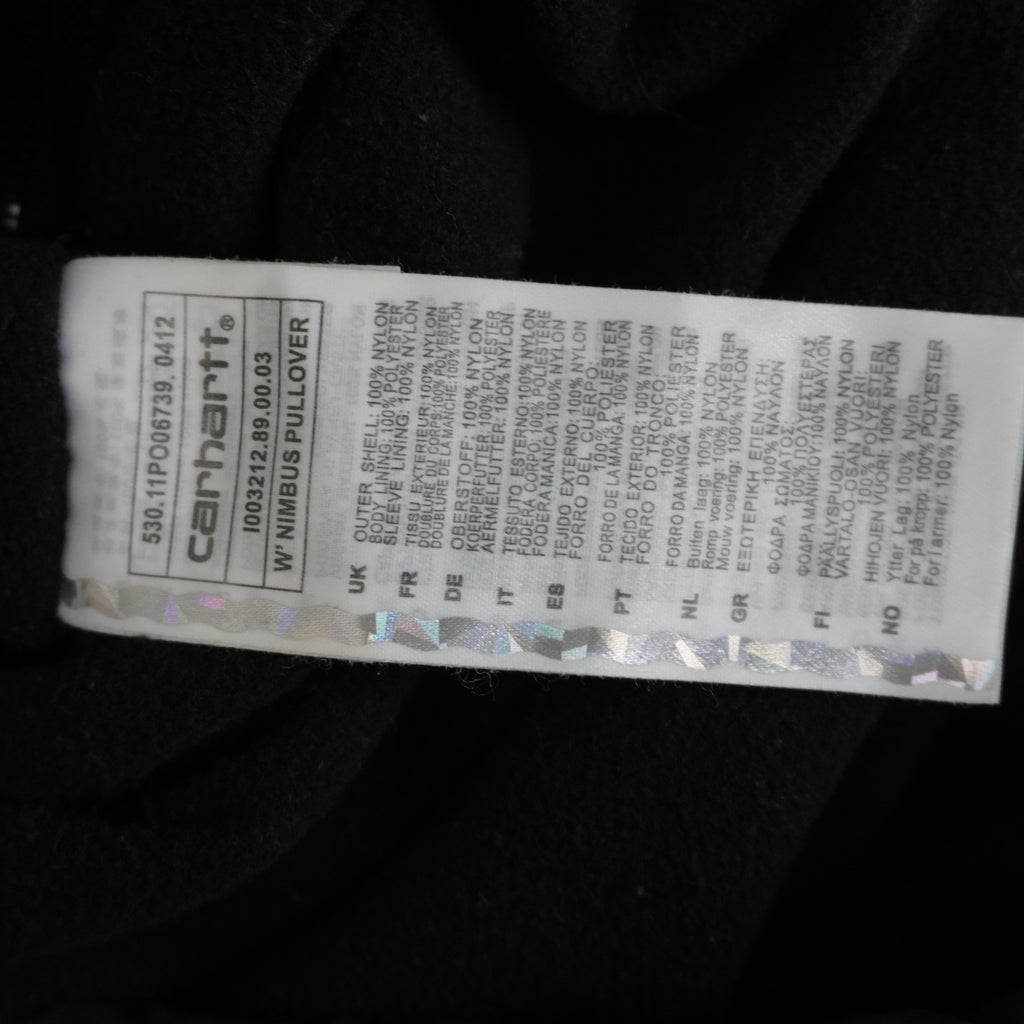 530.11PO06739, 0412
carhartt®
I003212.89.00.03
W' NIMBUS PULLOVER
UK OUTER SHELL: 100% NYLON
BODY LINING: 100% POLYESTER
SLEEVE LINING: 100% NYLON
FR TISSU EXTERIEUR: 100% NYLON
DOUBLURE DU CORPS: 100% POLYESTER
DOUBLURE DE LA MANCHE: 100% NYLON
DE OBERSTOFF: 100% NYLON
KOERPERFUTTER: 100% POLYESTER
AERMELFUTTER: 100% NYLON
IT TESSUTO ESTERNO: 100% NYLON
FODERA CORPO: 100% POLIESTERE
FODERA MANICA: 100% NYLON
ES TEJIDO EXTERNO: 100% NYLON
FORRO DEL CUERPO:
100% POLIESTER
FORRO DE LA MANGA: 100% NYLON
PT TECIDO EXTERIOR: 100% NYLON
FORRO DO TRONCO:
100% POLIESTER
FORRO DA MANGA: 100% NYLON
NL Buiten laag: 100% NYLON
Romp voering: 100% POLYESTER
Mouw voering: 100% NYLON
GR ΕΞΩΤΕΡΙΚΗ ΕΠΕΝΔΥΣΗ:
100% ΝΑΥΛΟΝ
ΦΟΔΡΑ ΣΩΜΑΤΟΣ:
100% ΠΟΛΥΕΣΤΕΡΑΣ
ΦΟΔΡΑ ΜΑΝΙΚΙΟΥ: 100% ΝΑΥΛΟΝ
FI PÄÄLLYSPUOLI: 100% NYLON
VARTALO-OSAN VUORI:
100% POLYESTERI
HIHOJEN VUORI: 100% NYLON
NO Ytter Lag. 100% Nylon
For på kropp: 100% POLYESTER
For i armer: 100% Nylon